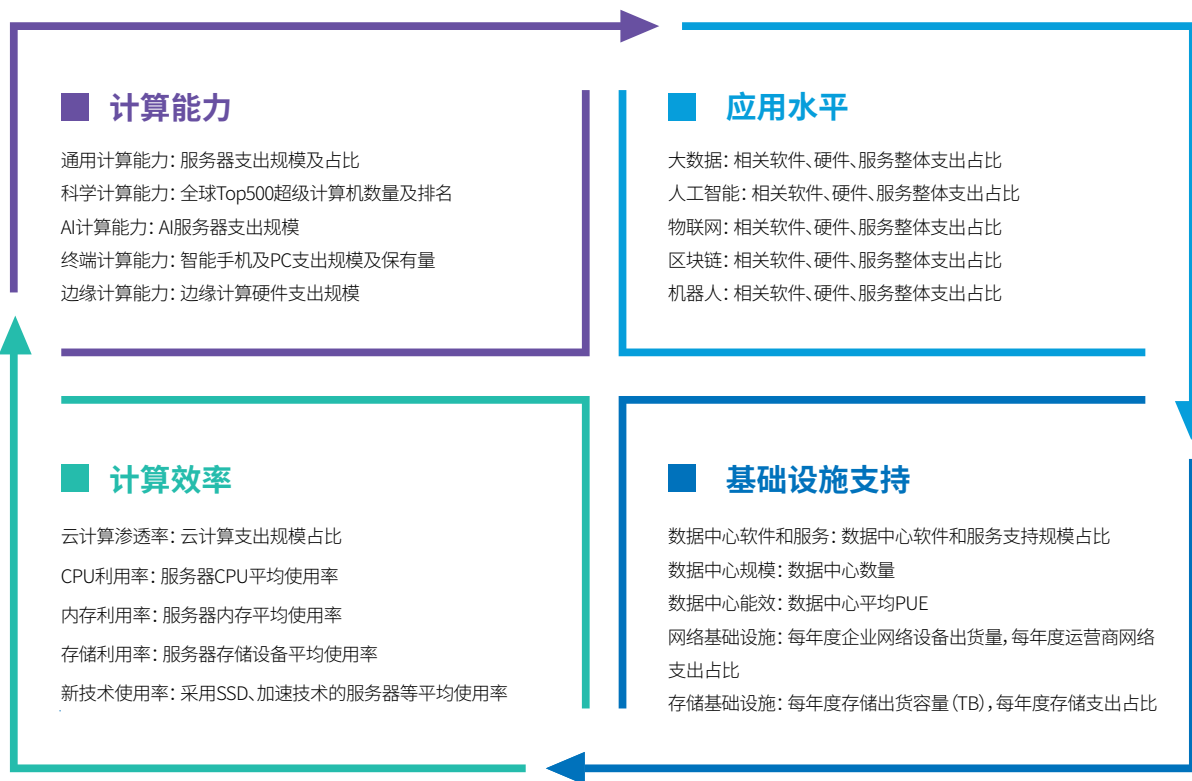 计算能力
通用计算能力：服务器支出规模及占比
科学计算能力：全球Top500超级计算机数量及排名
AI计算能力：AI服务器支出规模
终端计算能力：智能手机及PC支出规模及保有量
边缘计算能力：边缘计算硬件支出规模
应用水平
大数据：相关软件、硬件、服务整体支出占比
人工智能：相关软件、硬件、服务整体支出占比
物联网：相关软件、硬件、服务整体支出占比
区块链：相关软件、硬件、服务整体支出占比
机器人：相关软件、硬件、服务整体支出占比
计算效率
云计算渗透率：云计算支出规模占比
CPU利用率：服务器CPU平均使用率
内存利用率：服务器内存平均使用率
存储利用率：服务器存储设备平均使用率
新技术使用率：采用SSD、加速技术的服务器等平均使用率
基础设施支持
数据中心软件和服务：数据中心软件和服务支持规模占比
数据中心规模：数据中心数量
数据中心能效：数据中心平均PUE
网络基础设施：每年度企业网络设备出货量，每年度运营商网络
支出占比
存储基础设施：每年度存储出货容量（TB），每年度存储支出占比